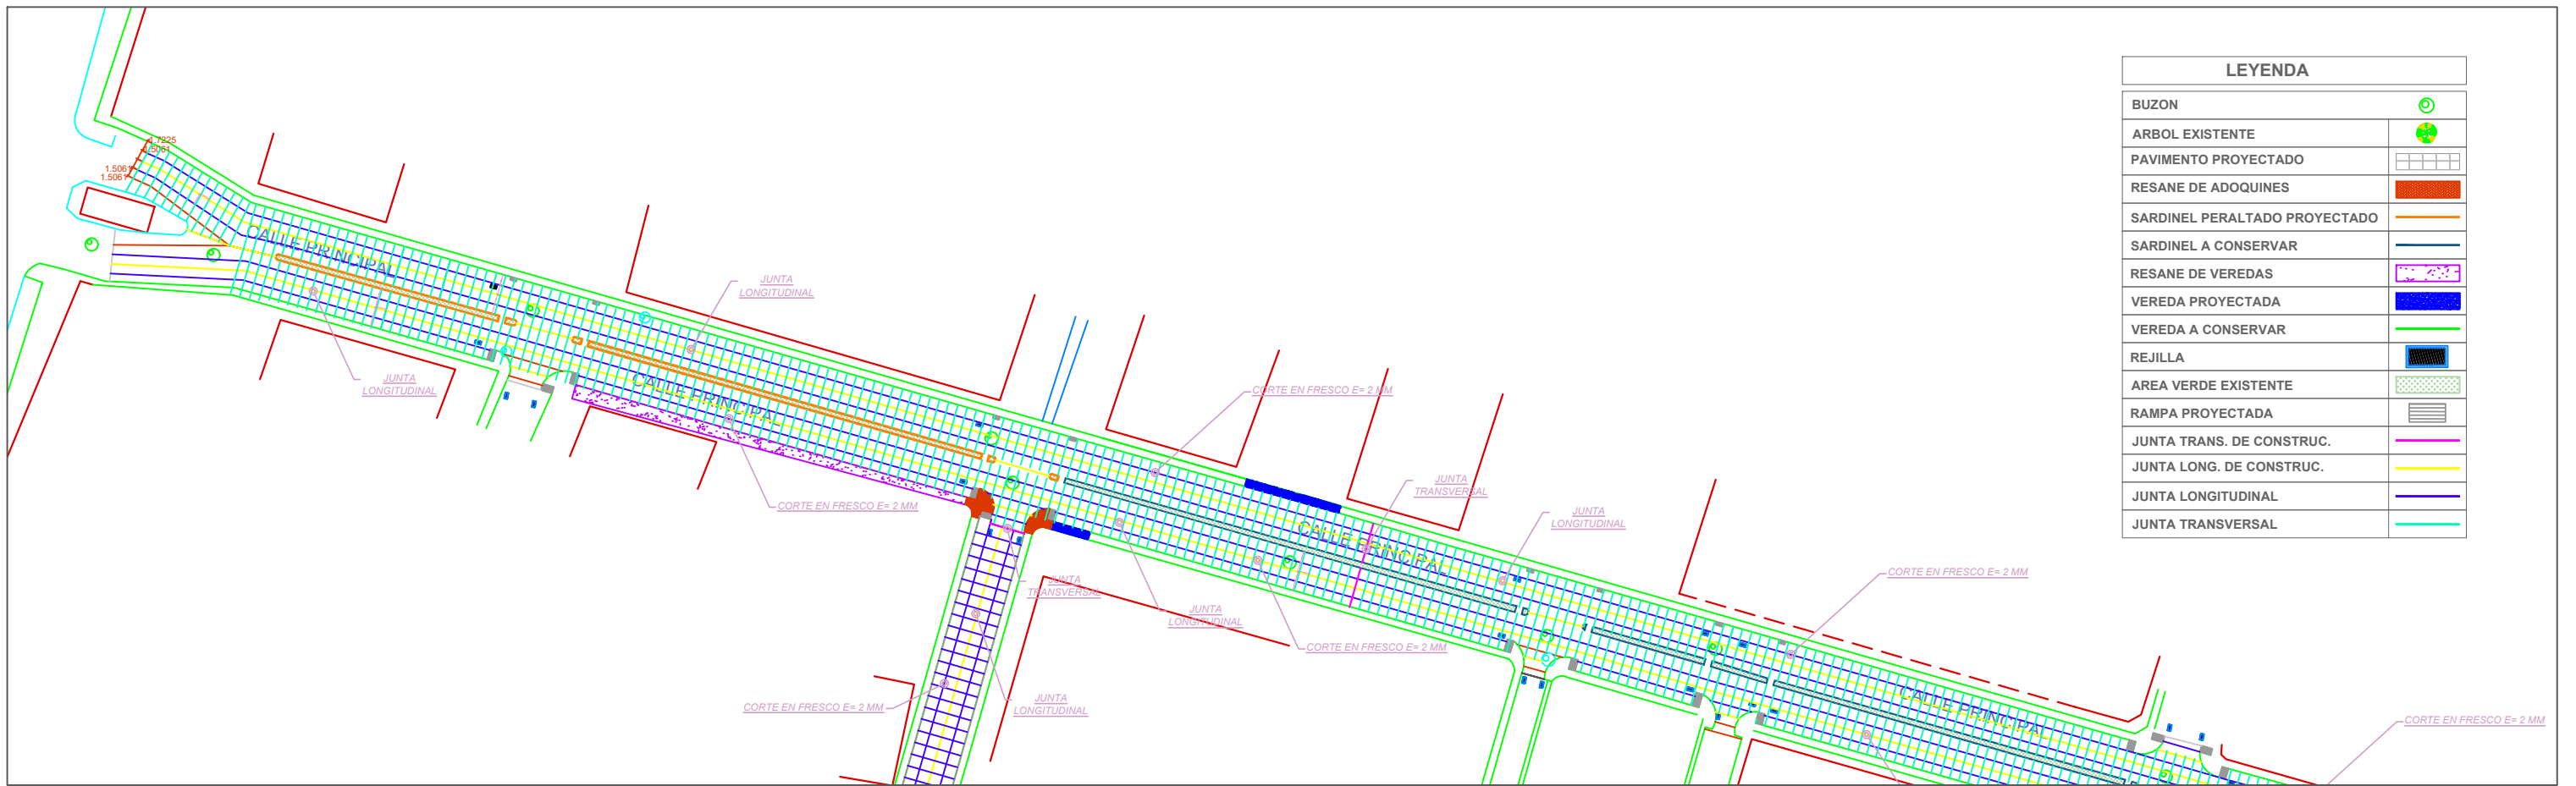 LEYENDA
BUZON
ARBOL EXISTENTE
PAVIMENTO PROYECTADO
RESANE DE ADOQUINES
SARDINEL PERALTADO PROYECTADO
SARDINEL A CONSERVAR
RESANE DE VEREDAS
VEREDA PROYECTADA
VEREDA A CONSERVAR
REJILLA
AREA VERDE EXISTENTE
RAMPA PROYECTADA
JUNTA TRANS. DE CONSTRUC.
JUNTA LONG. DE CONSTRUC.
JUNTA LONGITUDINAL
JUNTA TRANSVERSAL
1.7225
1.5061
1.5061
1.5061
CALLE PRINCIPAL
JUNTA
LONGITUDINAL
JUNTA
LONGITUDINAL
CALLE PRINCIPAL
CORTE EN FRESCO E= 2 MM
CORTE EN FRESCO E= 2 MM
JUNTA
TRANSVERSAL
JUNTA
LONGITUDINAL
CALLE PRINCIPAL
JUNTA
TRANSVERSAL
JUNTA
LONGITUDINAL
CORTE EN FRESCO E= 2 MM
CORTE EN FRESCO E= 2 MM
JUNTA
LONGITUDINAL
CORTE EN FRESCO E= 2 MM
CALLE PRINCIPAL
CORTE EN FRESCO E= 2 MM